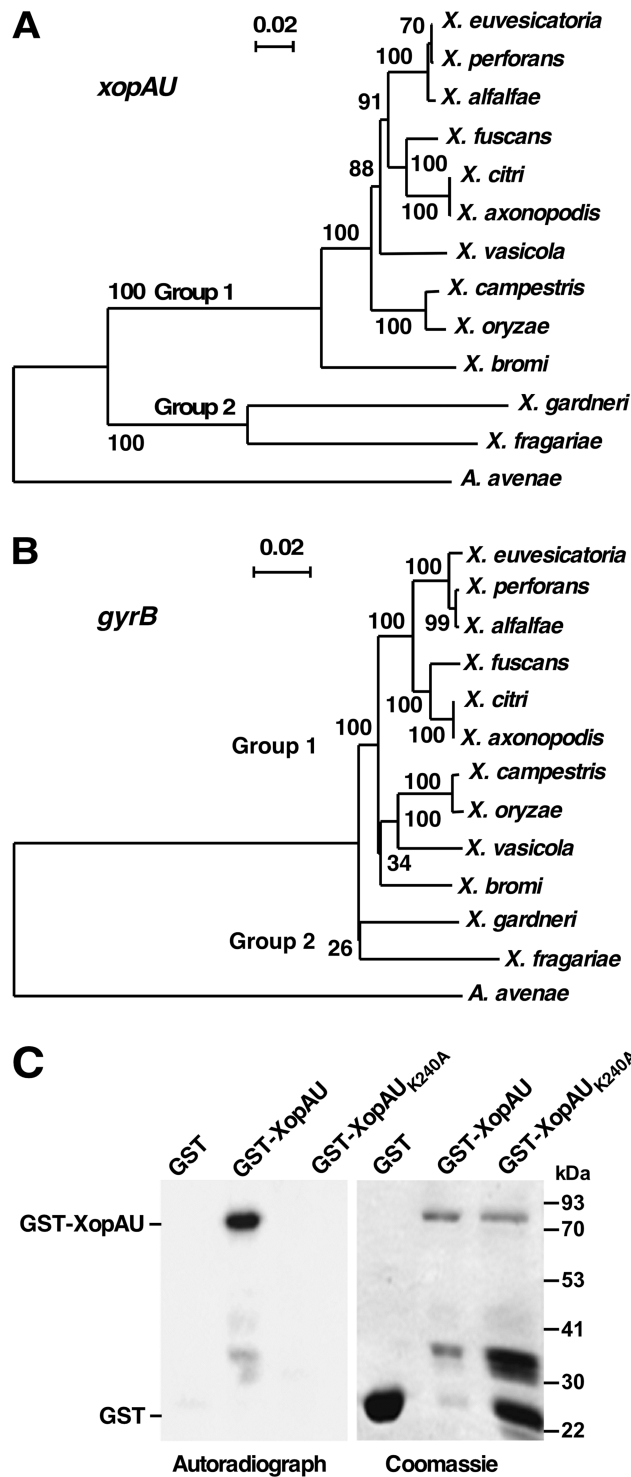 A
0.02
xopAU
70
X. euvesicatoria
100
X. perforans
X. alfalfae
91
X. fuscans
100
X. citri
88
100
X. axonopodis
100
X. vasicola
X. campestris
100
X. oryzae
100 Group 1
X. bromi
Group 2
X. gardneri
100
X. fragariae
A. avenae
B
0.02
gyrB
X. euvesicatoria
100
X. perforans
100
99
X. alfalfae
X. fuscans
100
X. citri
100
Group 1
100
X. axonopodis
X. campestris
100
100
X. oryzae
X. vasicola
34
X. bromi
X. gardneri
Group 2
26
X. fragariae
A. avenae
C
GST
GST-XopAU
GST-XopAUK240A
GST
GST-XopAU
GST-XopAUK240A
kDa
93
GST-XopAU
70
53
41
30
GST
22
Autoradiograph
Coomassie